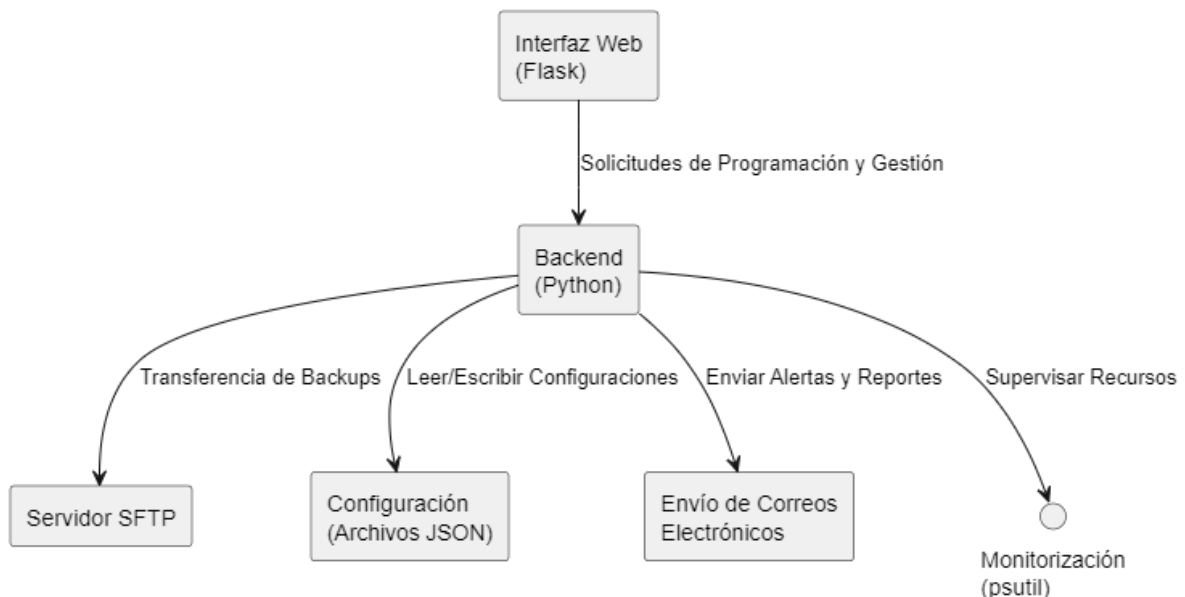 Interfaz Web
(Flask)
Solicitudes de Programación y Gestión
Backend
(Python)
Transferencia de Backups
Leer/Escribir Configuraciones
Enviar Alertas y Reportes
Supervisar Recursos
Servidor SFTP
Configuración
(Archivos JSON)
Envío de Correos
Electrónicos
Monitorización
(psutil)